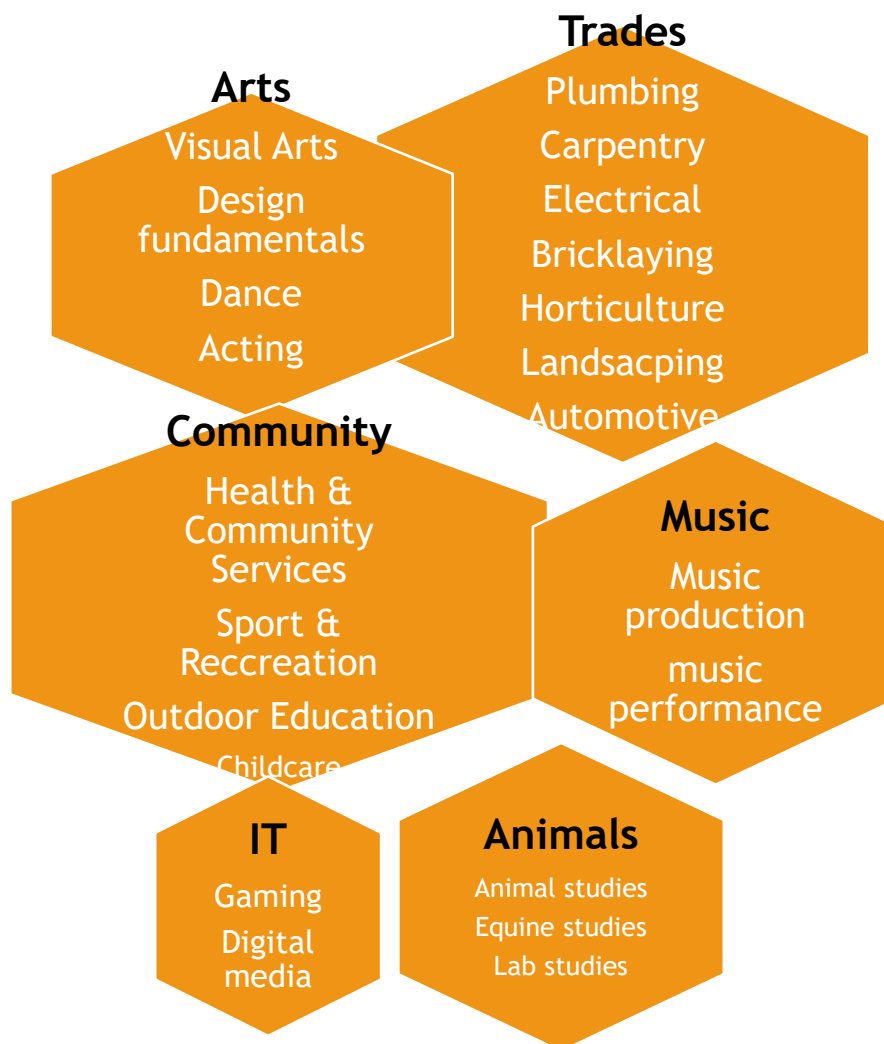 Arts
Visual Arts
Design
fundamentals
Dance
Acting
Trades
Plumbing
Carpentry
Electrical
Bricklaying
Horticulture
Landsacping
Automotive
Community
Health &
Community
Services
Sport &
Reccreation
Outdoor Education
Childcare
Music
Music
production
music
performance
IT
Gaming
Digital
media
Animals
Animal studies
Equine studies
Lab studies